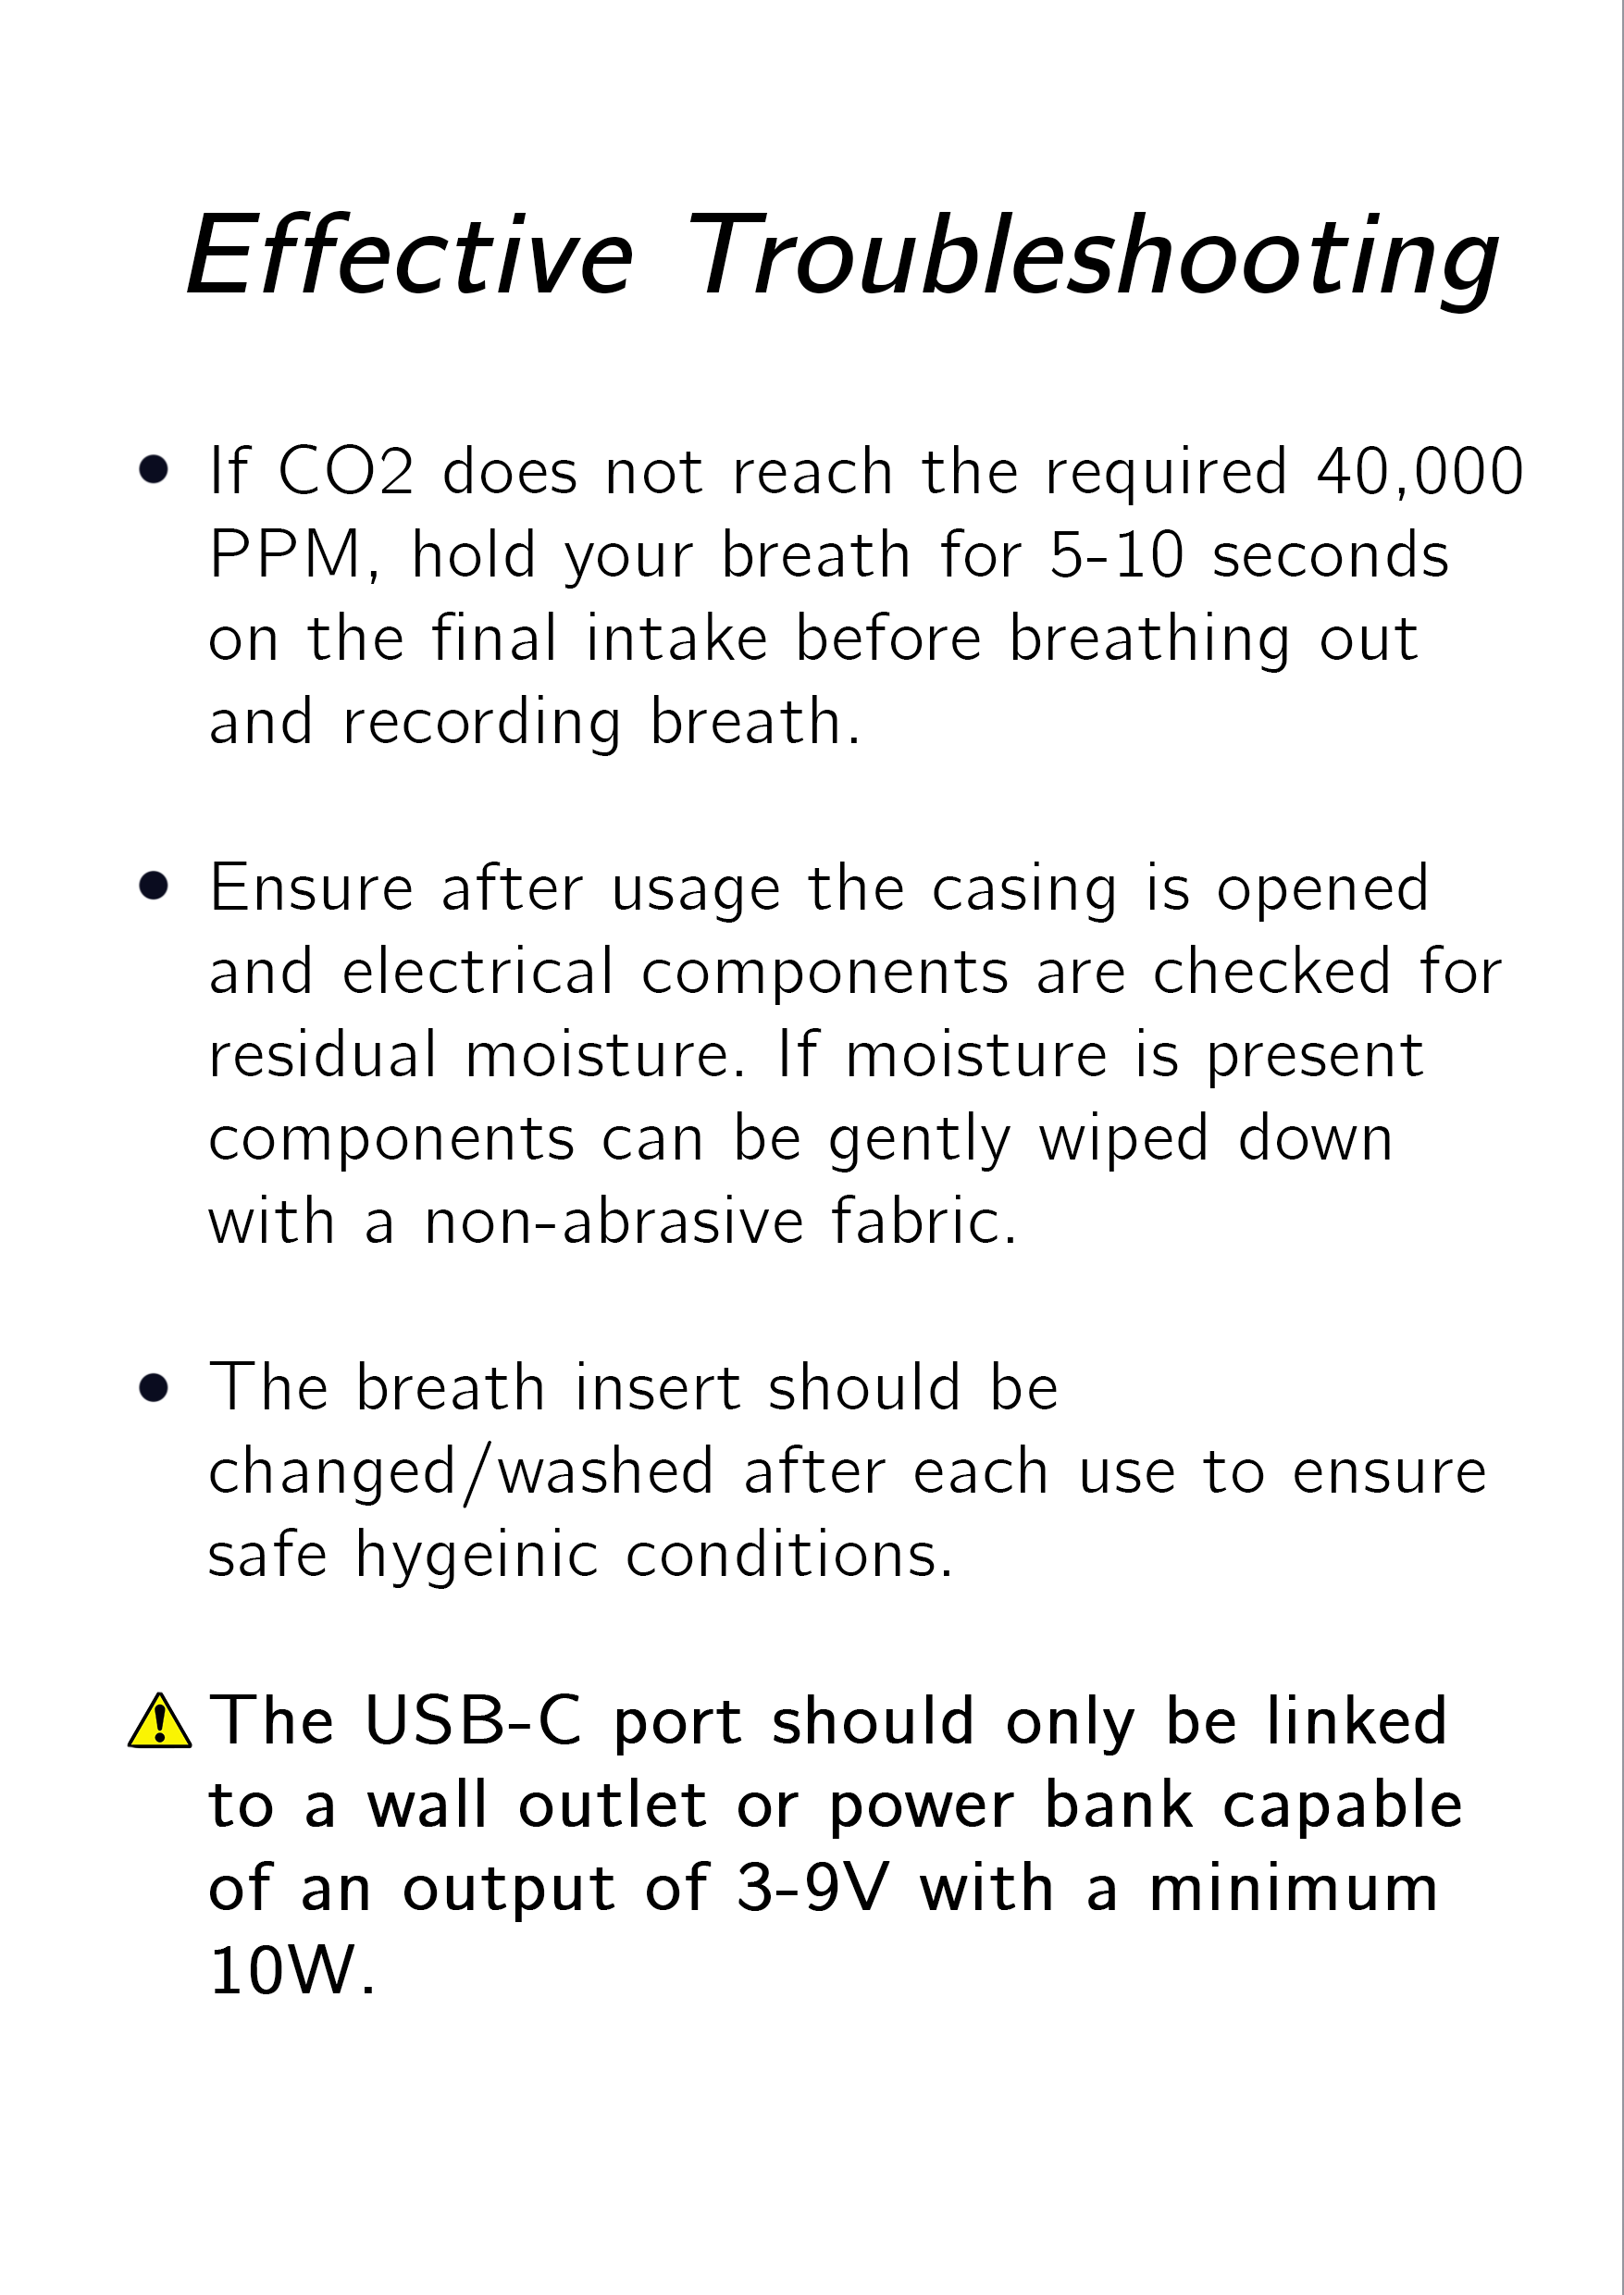 Effective Troubleshooting
• If CO2 does not reach the required 40,000
PPM, hold your breath for 5-10 seconds
on the final intake before breathing out
and recording breath.
• Ensure after usage the casing is opened
and electrical components are checked for
residual moisture. If moisture is present
components can be gently wiped down
with a non-abrasive fabric.
• The breath insert should be
changed/washed after each use to ensure
safe hygeinic conditions.
The USB-C port should only be linked
to a wall outlet or power bank capable
of an output of 3-9V with a minimum
10W.